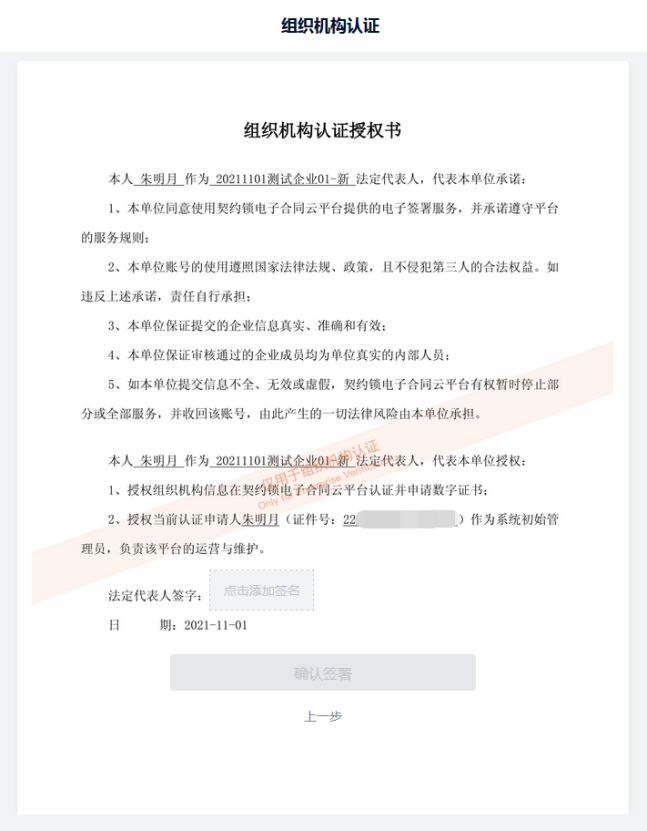 组织机构认证
组织机构认证授权书
本人 朱明月 作为 20211101测试企业01-新 法定代表人，代表本单位承诺：
1、本单位同意使用契约锁电子合同云平台提供的电子签署服务，并承诺遵守平台
的服务规则；
2、本单位账号的使用遵照国家法律法规、政策，且不侵犯第三人的合法权益。如
违反上述承诺，责任自行承担；
3、本单位保证提交的企业信息真实、准确和有效；
4、本单位保证审核通过的企业成员均为单位真实的内部人员；
5、如本单位提交信息不全、无效或虚假，契约锁电子合同云平台有权暂时停止部
分或全部服务，并收回该账号，由此产生的一切法律风险由本单位承担。
本人 朱明月 作为 20211101测试企业01-新 法定代表人，代表本单位授权：
仅用于组织机构认证
Only for Enterprise Verification
1、授权组织机构信息在契约锁电子合同云平台认证并申请数字证书；
2、授权当前认证申请人朱明月（证件号：22）作为系统初始管
理员，负责该平台的运营与维护。
法定代表人签字： 点击添加签名
日 期：2021-11-01
确认签署
上一步